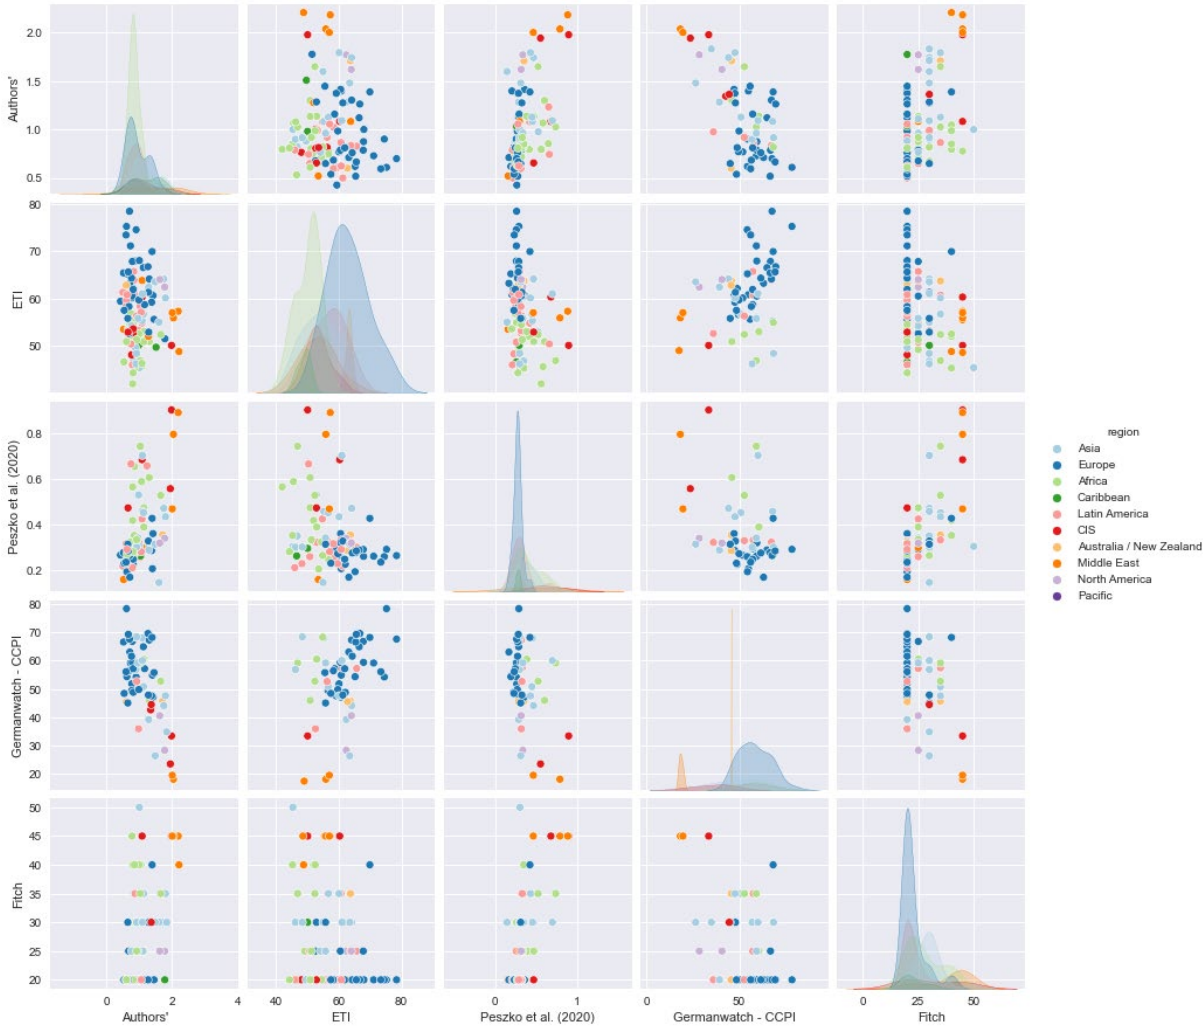 2.0
1.5
1.0
0.5
Authors'
80
70
60
50
ETI
0.8
0.6
0.4
0.2
Peszko et al. (2020)
80
70
60
50
40
30
20
Germanwatch - CCPI
50
45
40
35
30
25
20
Fitch
0 2 4
Authors'
40 60 80
ETI
0 1
Peszko et al. (2020)
0 50
Germanwatch - CCPI
0 25 50
Fitch
region
Asia
Europe
Africa
Caribbean
Latin America
CIS
Australia / New Zealand
Middle East
North America
Pacific